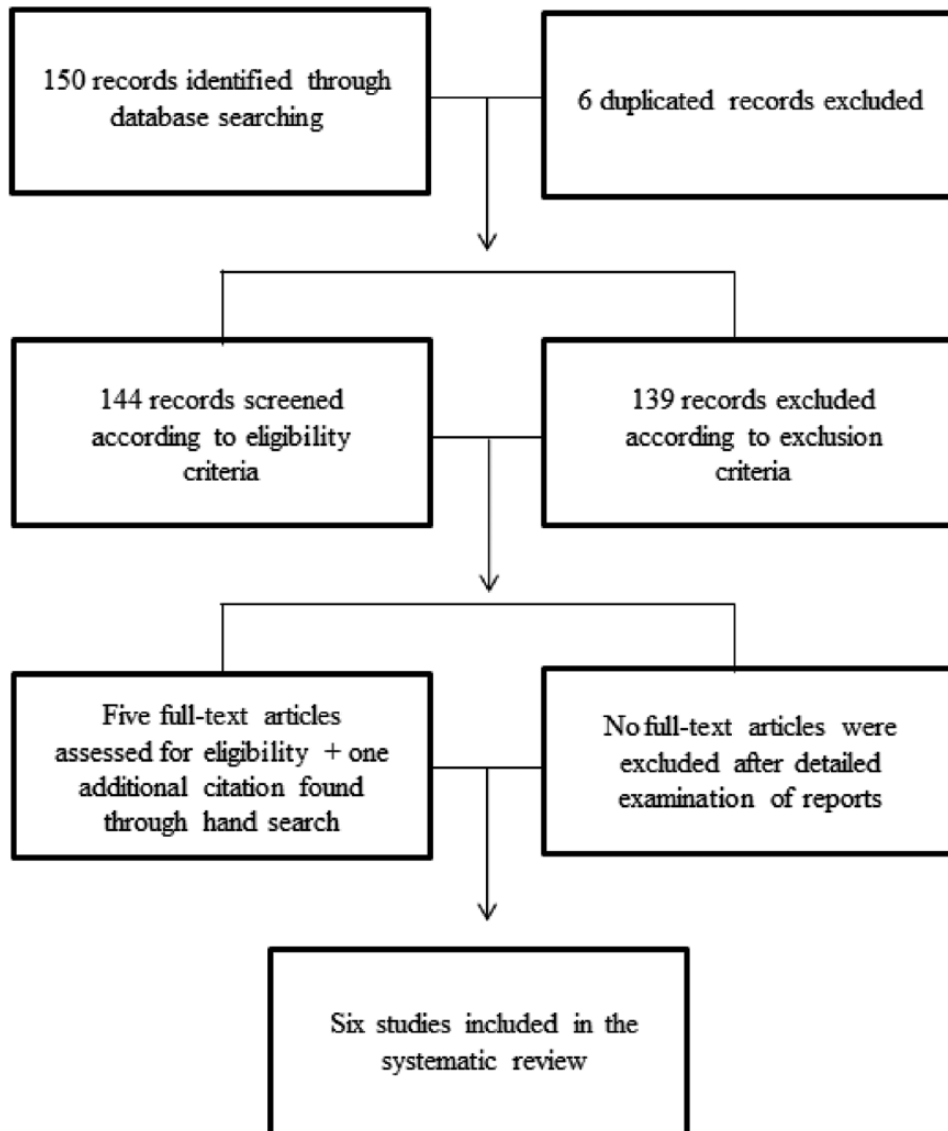 150 records identified through
database searching
6 duplicated records excluded
144 records screened
according to eligibility
criteria
139 records excluded
according to exclusion
criteria
Five full-text articles
assessed for eligibility + one
additional citation found
through hand search
No full-text articles were
excluded after detailed
examination of reports
Six studies included in the
systematic review